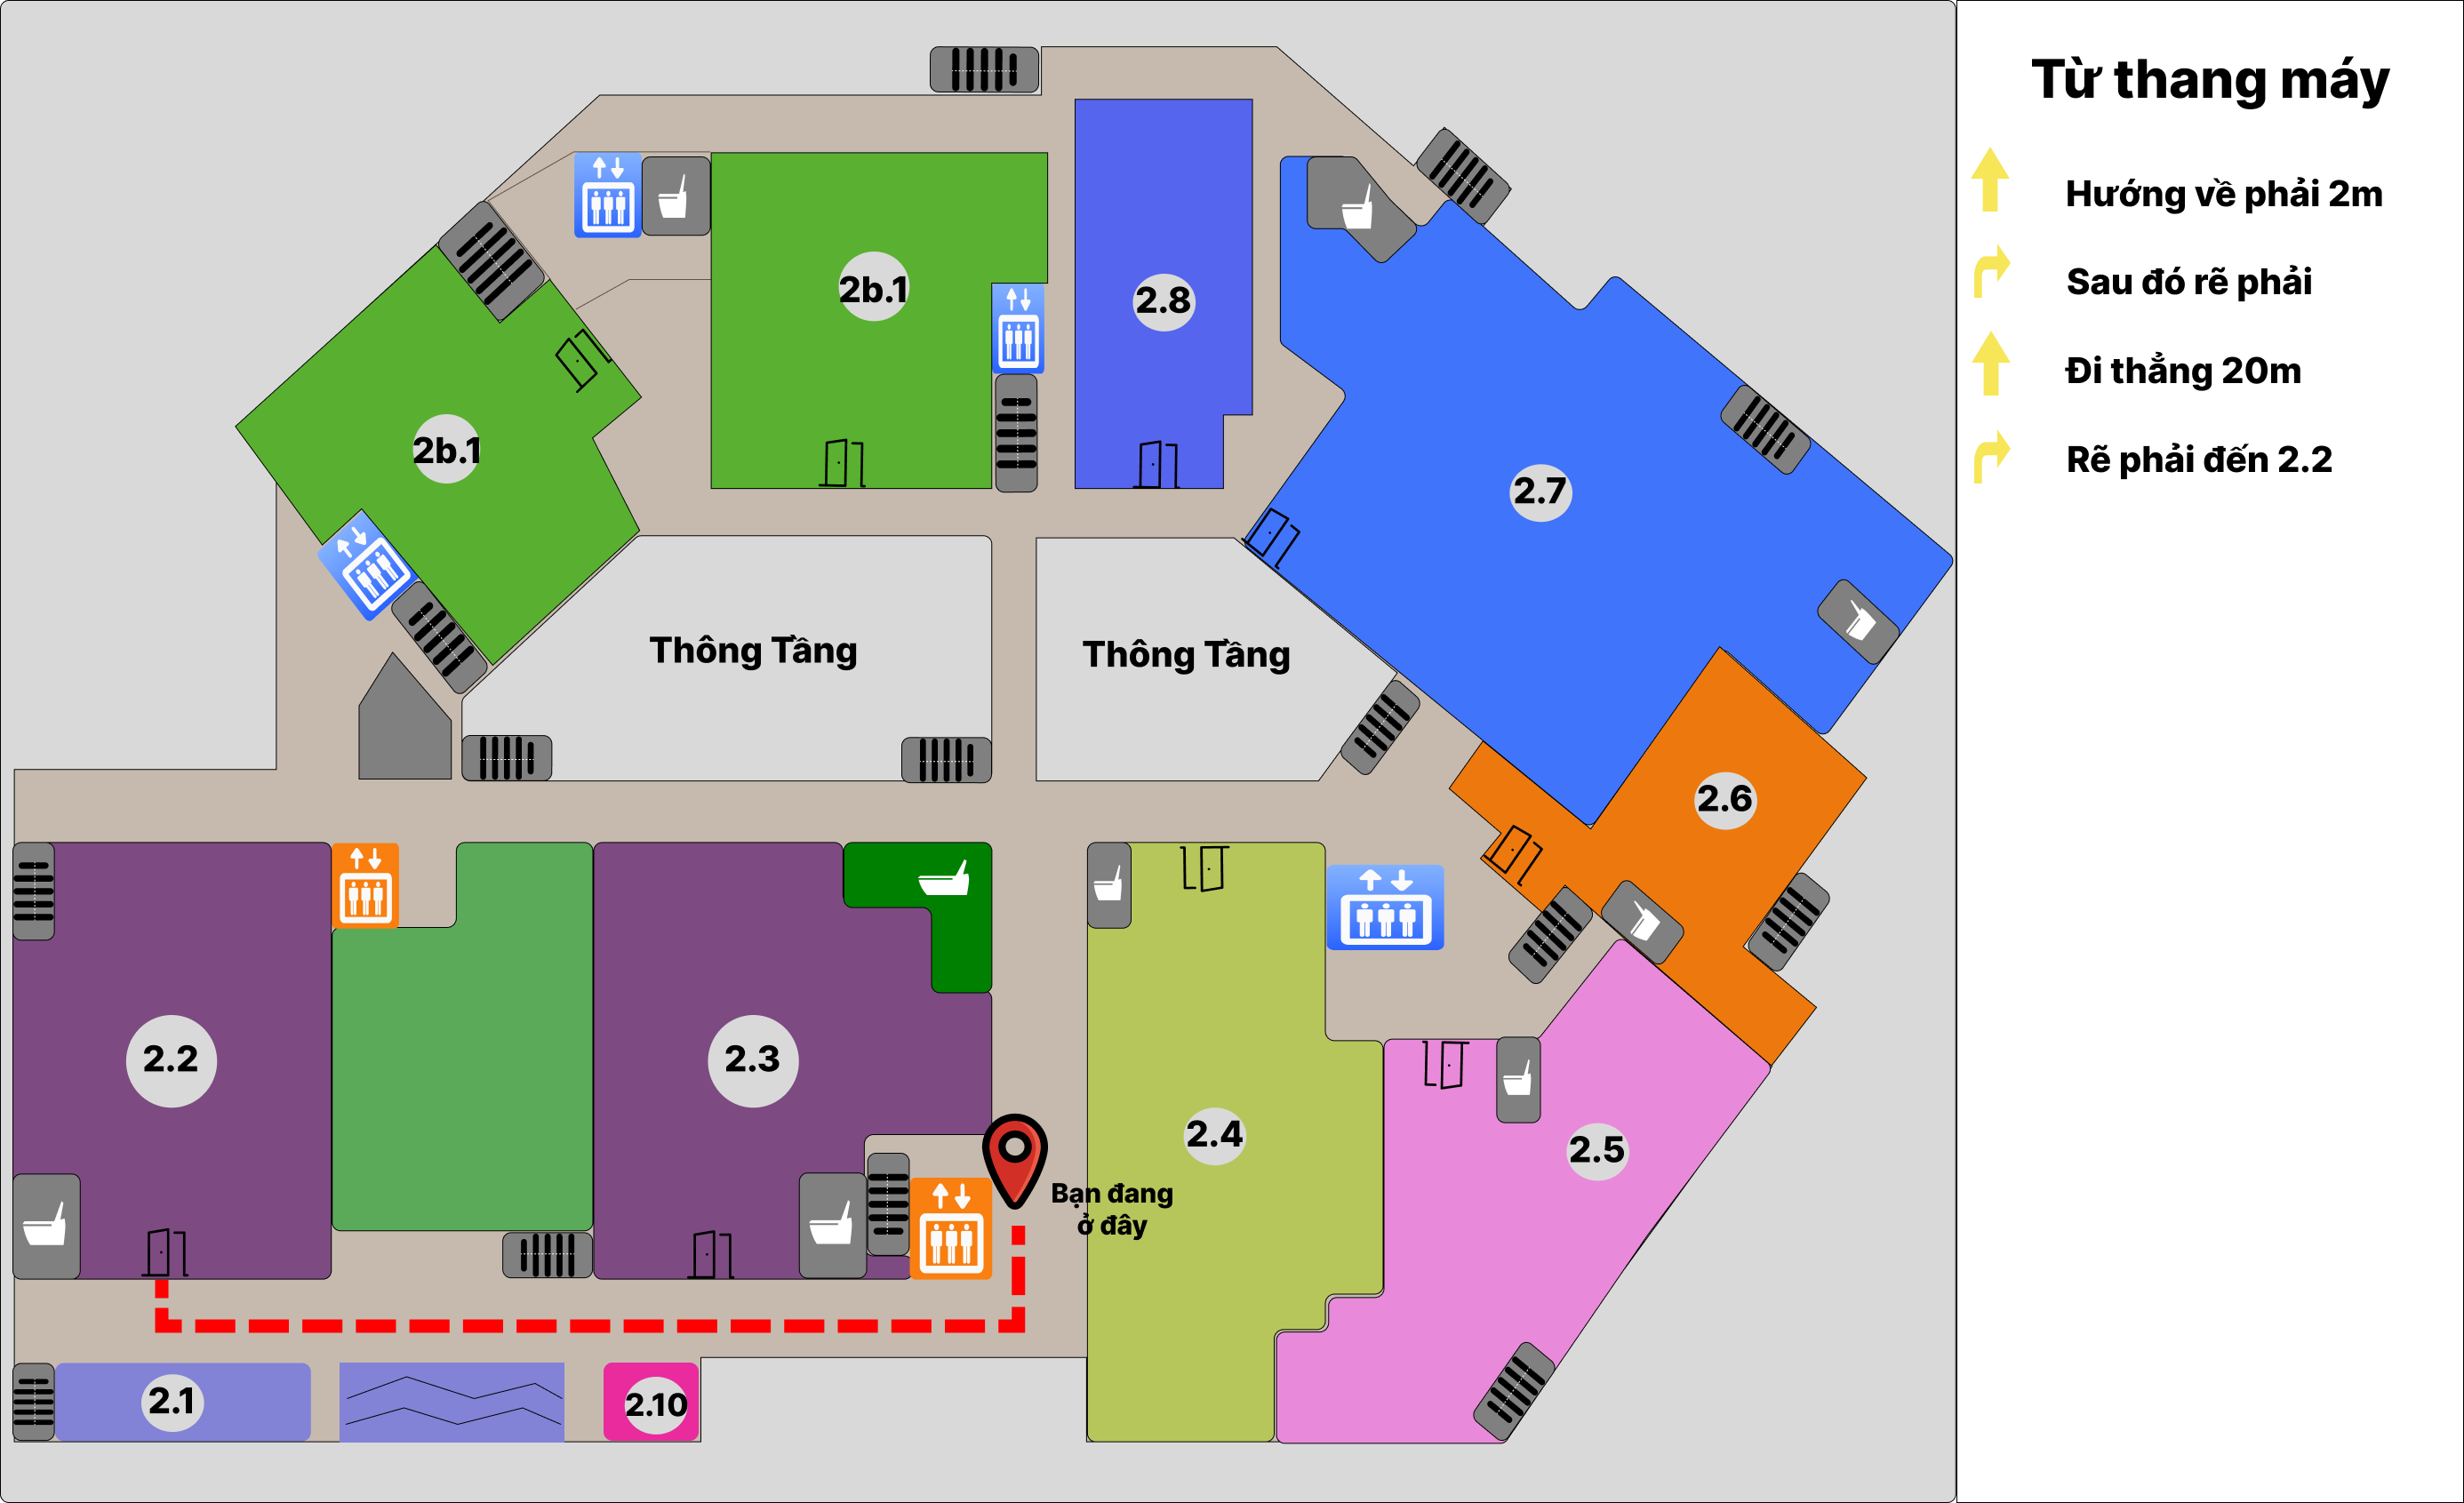 Từ thang máy
Hướng về phải 2m
Sau đó rẽ phải
Đi thẳng 20m
Rẽ phải đến 2.2
2b.1
2.8
2b.1
2.7
Thông Tầng
Thông Tầng
2.6
2.2
2.3
2.4
2.5
Bạn đang
ở đây
2.1
2.10